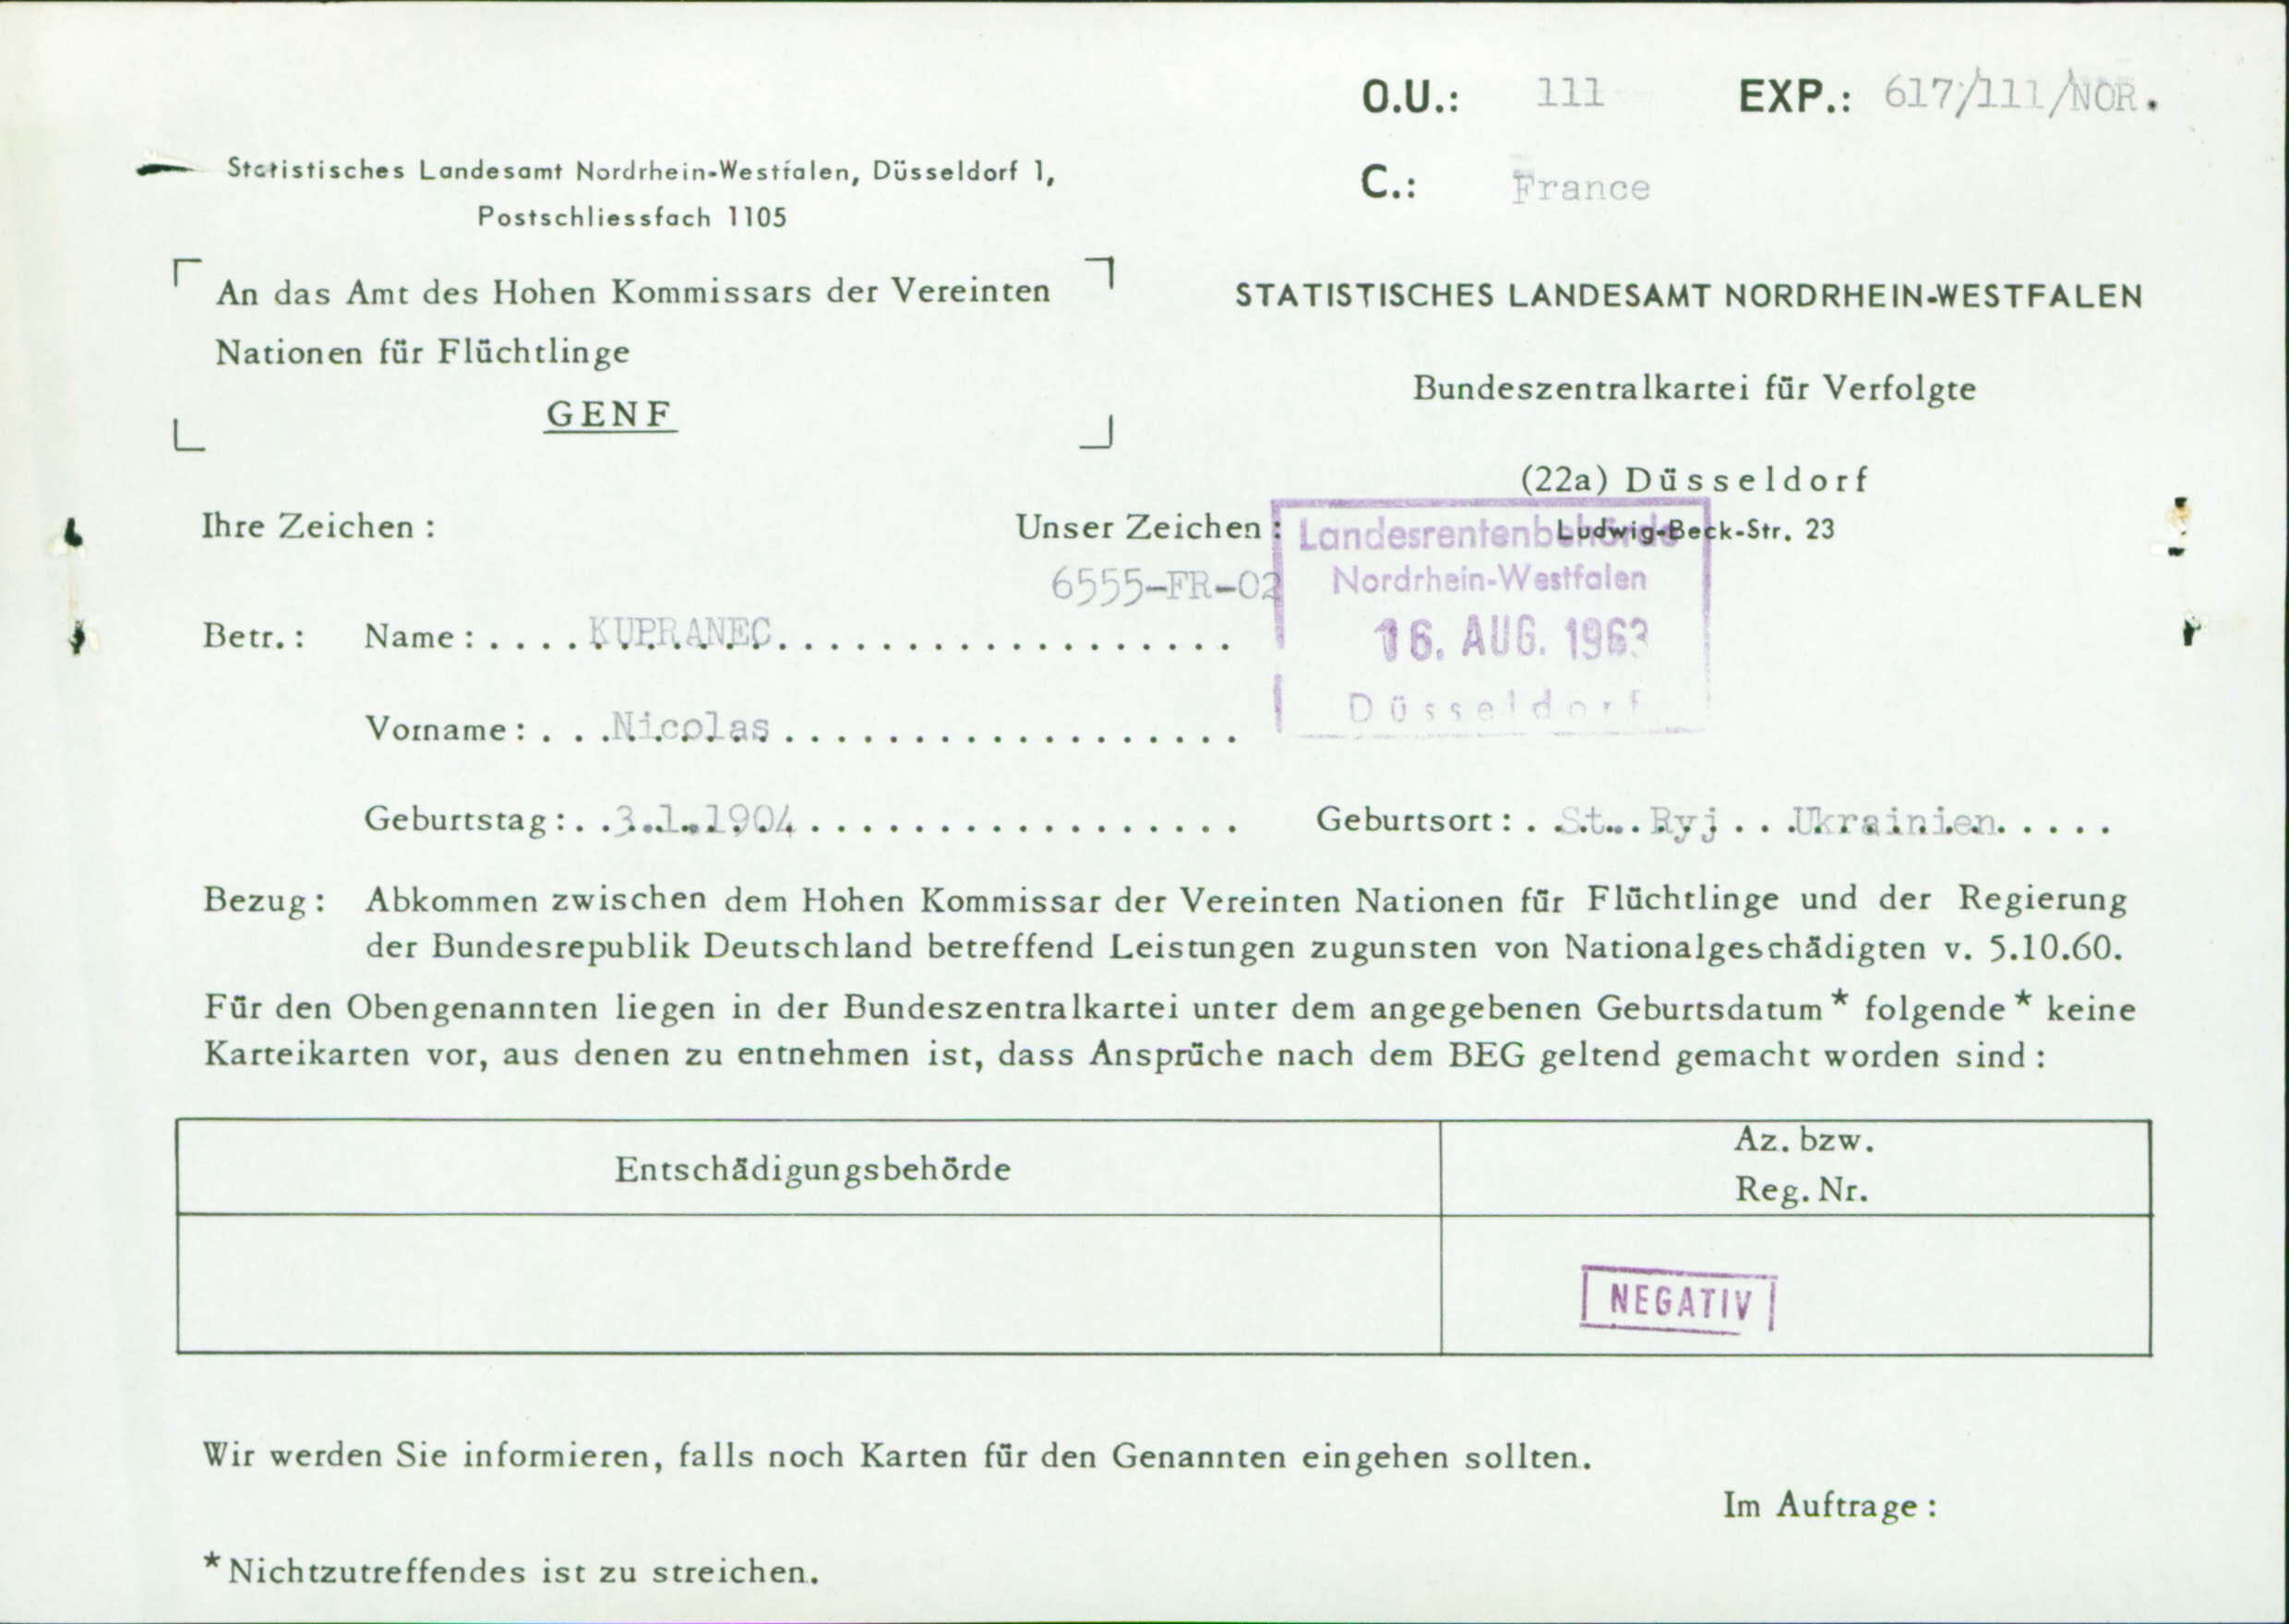 O.U.: 111 EXP.: 617/111/NOR.
Statistisches Landesamt Nordrhein-Westfalen, Düsseldorf 1,
Postschliessfach 1105
C.: France
An das Amt des Hohen Kommissars der Vereinten
Nationen für Flüchtlinge
GENF
STATISTISCHES LANDESAMT NORDRHEIN-WESTFALEN
Bundeszentralkartei für Verfolgte
(22a) Düsseldorf
Ludwig-Beck-Str. 23
Ihre Zeichen : Unser Zeichen :
6555-FR-02
Landesrentenbehörde
Nordrhein-Westfalen
16. AUG. 1963
Düsseldorf
Betr. : Name : KUPRANEC
Vorname : Nicolas
Geburtstag : 3.1.1904 Geburtsort : St. Ryj Ukrainien
Bezug : Abkommen zwischen dem Hohen Kommissar der Vereinten Nationen für Flüchtlinge und der Regierung
der Bundesrepublik Deutschland betreffend Leistungen zugunsten von Nationalgeschädigten v. 5.10.60.
Für den Obengenannten liegen in der Bundeszentralkartei unter dem angegebenen Geburtsdatum * folgende * keine
Karteikarten vor, aus denen zu entnehmen ist, dass Ansprüche nach dem BEG geltend gemacht worden sind :
Entschädigungsbehörde
Az. bzw.
Reg. Nr.
NEGATIV
Wir werden Sie informieren, falls noch Karten für den Genannten eingehen sollten.
Im Auftrage :
* Nichtzutreffendes ist zu streichen.